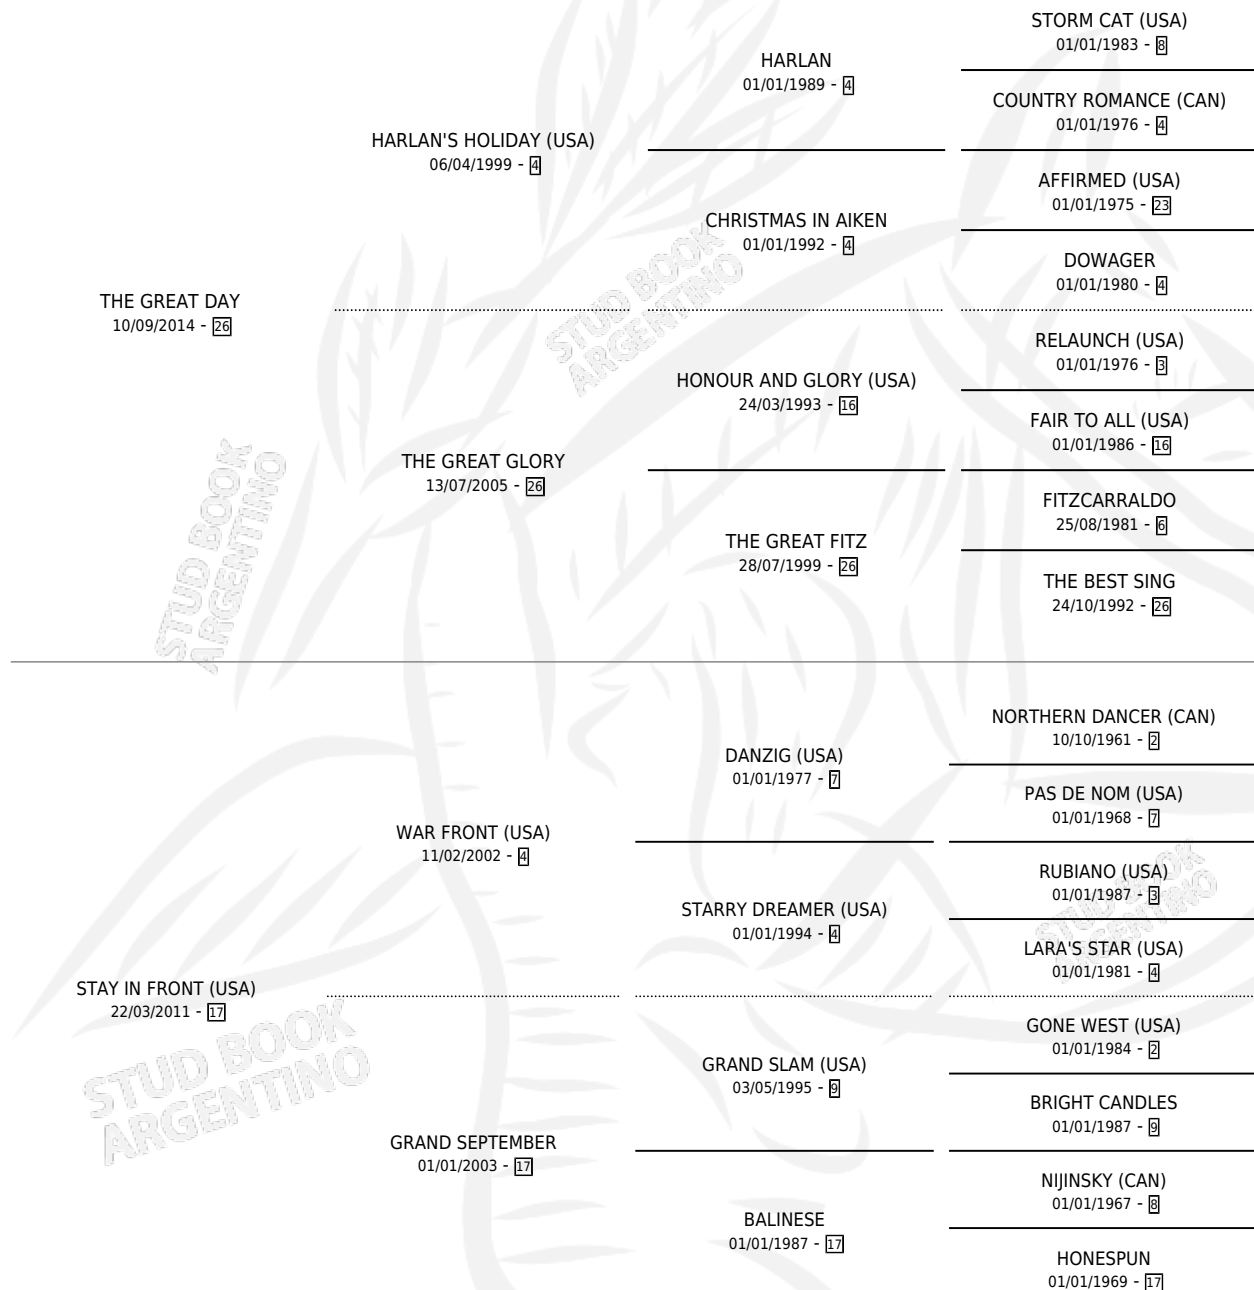 STORM CAT (USA)
01/01/1983 - 8
HARLAN
01/01/1989 - 4
COUNTRY ROMANCE (CAN)
01/01/1976 - 4
HARLAN'S HOLIDAY (USA)
06/04/1999 - 4
AFFIRMED (USA)
01/01/1975 - 23
CHRISTMAS IN AIKEN
01/01/1992 - 4
DOWAGER
01/01/1980 - 4
THE GREAT DAY
10/09/2014 - 26
RELAUNCH (USA)
01/01/1976 - 3
HONOUR AND GLORY (USA)
24/03/1993 - 16
FAIR TO ALL (USA)
01/01/1986 - 16
THE GREAT GLORY
13/07/2005 - 26
FITZCARRALDO
25/08/1981 - 6
THE GREAT FITZ
28/07/1999 - 26
THE BEST SING
24/10/1992 - 26
NORTHERN DANCER (CAN)
10/10/1961 - 2
DANZIG (USA)
01/01/1977 - 7
PAS DE NOM (USA)
01/01/1968 - 7
WAR FRONT (USA)
11/02/2002 - 4
RUBIANO (USA)
01/01/1987 - 3
STARRY DREAMER (USA)
01/01/1994 - 4
LARA'S STAR (USA)
01/01/1981 - 4
STAY IN FRONT (USA)
22/03/2011 - 17
GONE WEST (USA)
01/01/1984 - 2
GRAND SLAM (USA)
03/05/1995 - 9
BRIGHT CANDLES
01/01/1987 - 9
GRAND SEPTEMBER
01/01/2003 - 17
NIJINSKY (CAN)
01/01/1967 - 8
BALINESE
01/01/1987 - 17
HONESPUN
01/01/1969 - 17
STUD BOOK
ARGENTINO
STUD BOOK
ARGENTINO
STUD BOOK
ARGENTINO
STUD BOOK
ARGENTINO